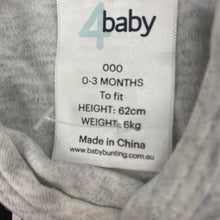 4baby
000
0-3 MONTHS
To fit
HEIGHT: 62cm
WEIGHT: 6kg
Made in China
www.babybunting.com.au